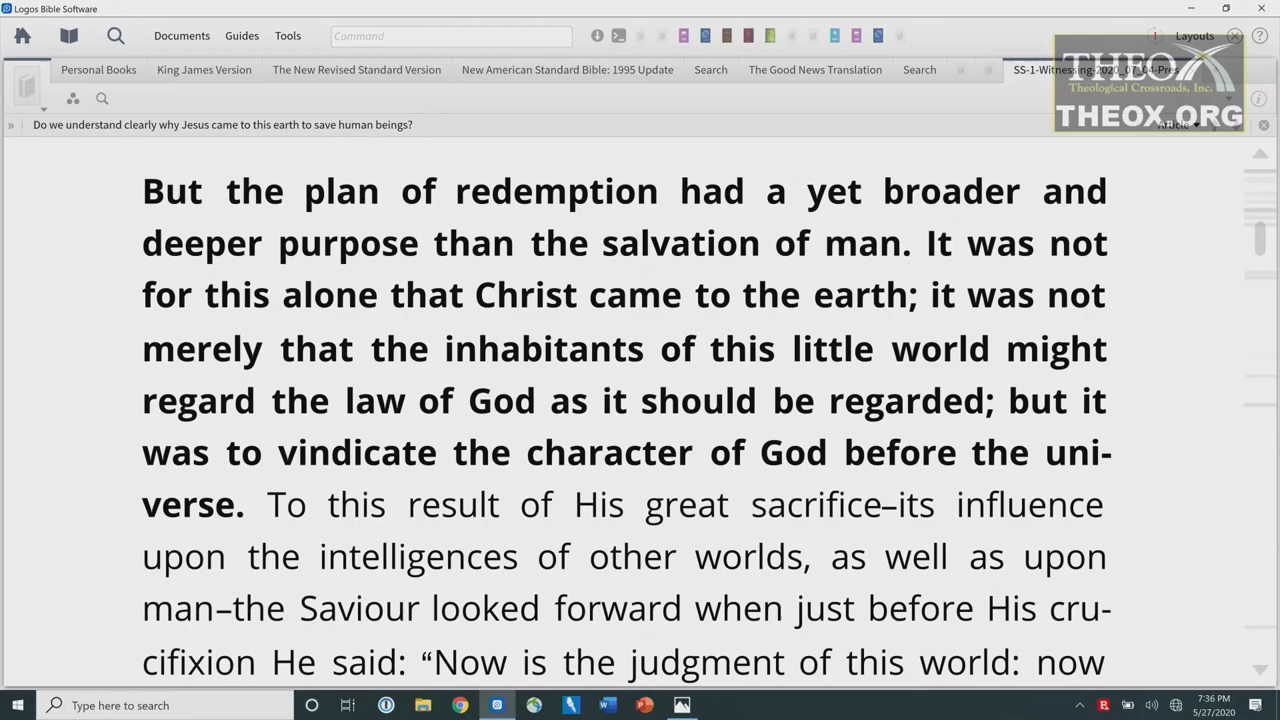 Logos Bible Software
Documents Guides Tools Command Layouts
Personal Books King James Version The New Revised New American Standard Bible: 1995 Update Search The Good News Translation Search SS-1-Witnessing-2020_07_04-Pres
THEOX
Theological Crossroads, Inc.
THEOX.ORG
» Do we understand clearly why Jesus came to this earth to save human beings? Article
But the plan of redemption had a yet broader and
deeper purpose than the salvation of man. It was not
for this alone that Christ came to the earth; it was not
merely that the inhabitants of this little world might
regard the law of God as it should be regarded; but it
was to vindicate the character of God before the uni-
verse. To this result of His great sacrifice–its influence
upon the intelligences of other worlds, as well as upon
man–the Saviour looked forward when just before His cru-
cifixion He said: “Now is the judgment of this world: now
Type here to search
7:36 PM
5/27/2020